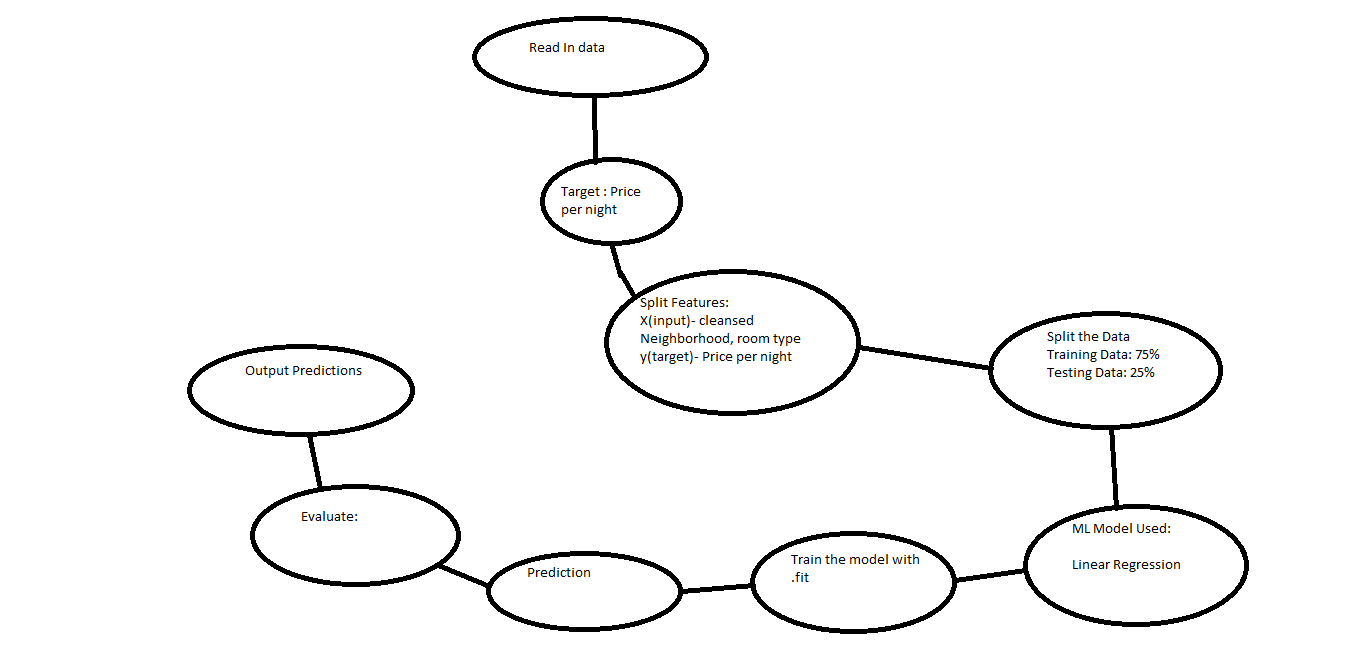 Read In data
Target : Price
per night
Split Features:
X(input)- cleansed
Neighborhood, room type
y(target)- Price per night
Split the Data
Training Data: 75%
Testing Data: 25%
ML Model Used:
Linear Regression
Train the model with
.fit
Prediction
Evaluate:
Output Predictions